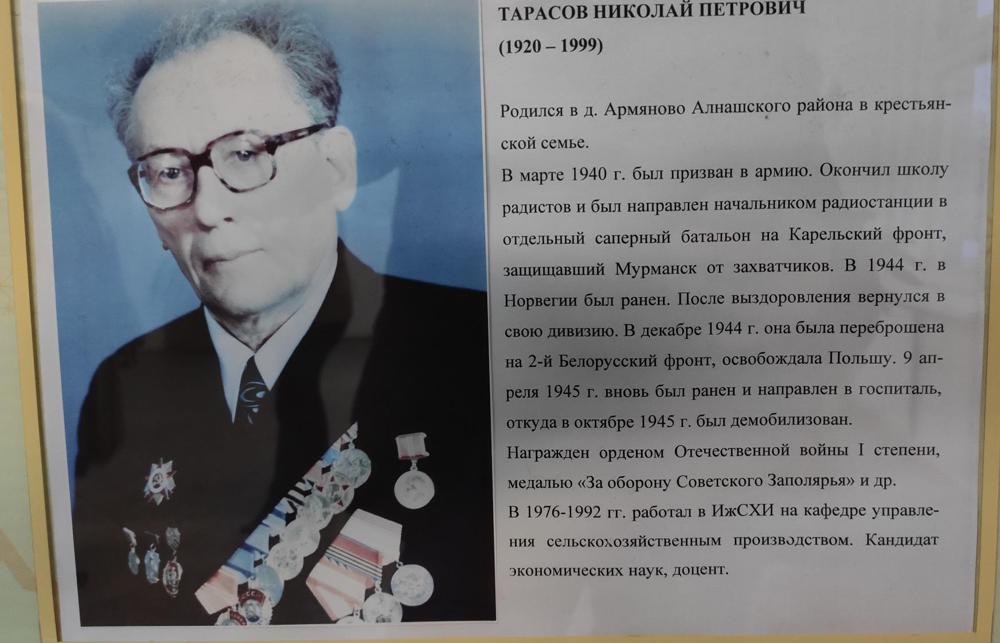 ТАРАСОВ НИКОЛАЙ ПЕТРОВИЧ
(1920 – 1999)
Родился в д. Армяново Алнашского района в крестьян-
ской семье.
В марте 1940 г. был призван в армию. Окончил школу
радистов и был направлен начальником радиостанции в
отдельный саперный батальон на Карельский фронт,
защищавший Мурманск от захватчиков. В 1944 г. в
Норвегии был ранен. После выздоровления вернулся в
свою дивизию. В декабре 1944 г. она была переброшена
на 2-й Белорусский фронт, освобождала Польшу. 9 ап-
реля 1945 г. вновь был ранен и направлен в госпиталь,
откуда в октябре 1945 г. был демобилизован.
Награжден орденом Отечественной войны I степени,
медалью «За оборону Советского Заполярья» и др.
В 1976-1992 гг. работал в ИжСХИ на кафедре управле-
ния сельскохозяйственным производством. Кандидат
экономических наук, доцент.